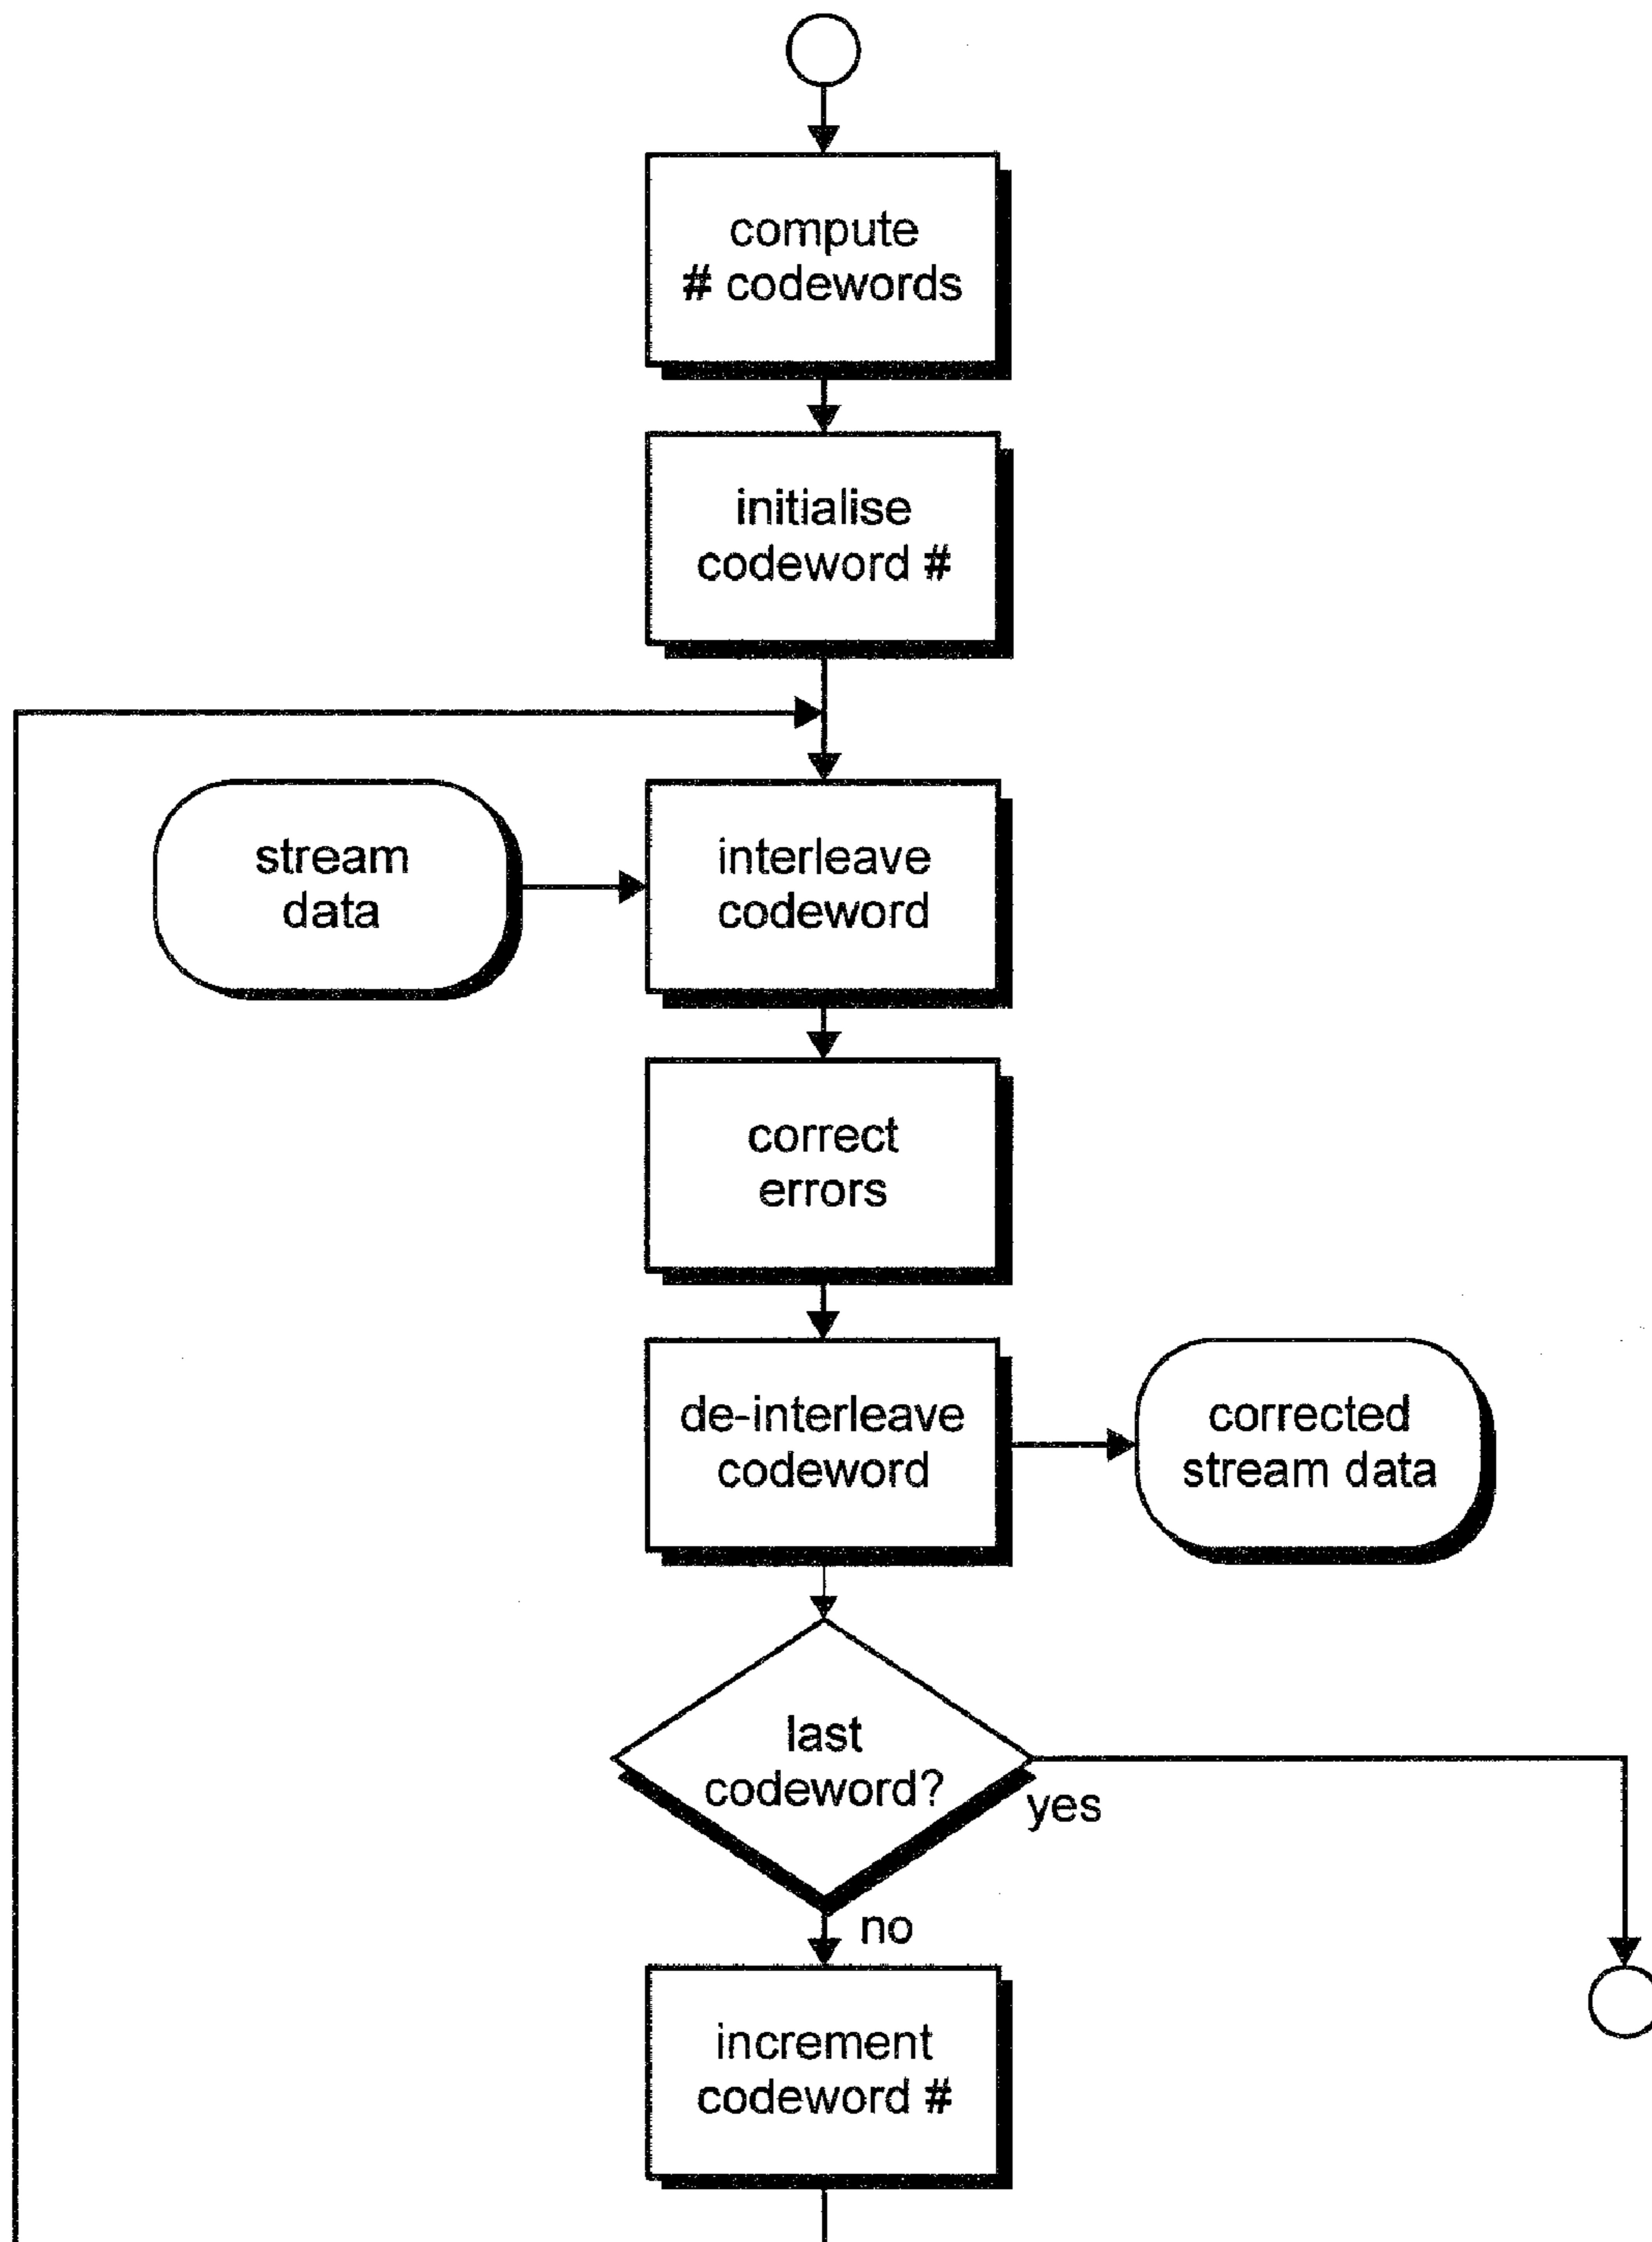 compute
# codewords
initialise
codeword #
stream
data
interleave
codeword
correct
errors
de-interleave
codeword
corrected
stream data
last
codeword?
yes
no
increment
codeword #